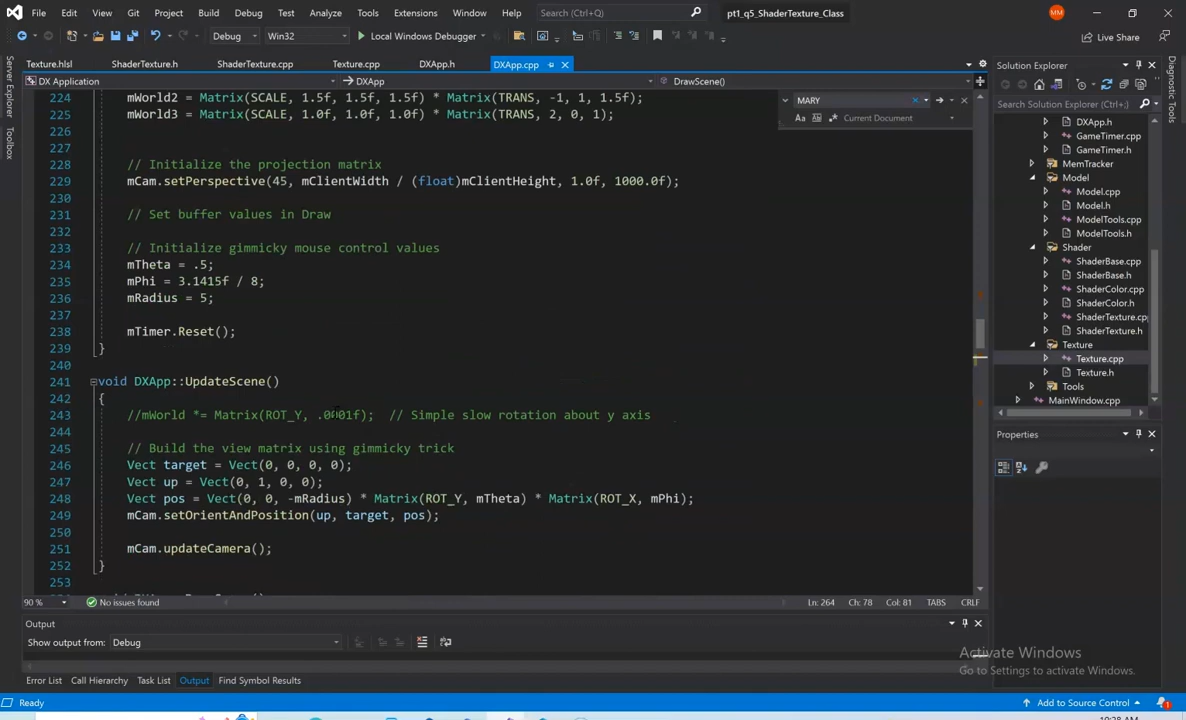 File Edit View Git Project Build Debug Test Analyze Tools Extensions Window Help Search (Ctrl+Q) pt1_q5_ShaderTexture_Class MM
Debug Win32 Local Windows Debugger Live Share
Texture.hlsl ShaderTexture.h ShaderTexture.cpp Texture.cpp DXApp.h DXApp.cpp
DX Application DXApp DrawScene()
224 mWorld2 = Matrix(SCALE, 1.5f, 1.5f, 1.5f) * Matrix(TRANS, -1, 1, 1.5f);
225 mWorld3 = Matrix(SCALE, 1.0f, 1.0f, 1.0f) * Matrix(TRANS, 2, 0, 1);
226
227
228 // Initialize the projection matrix
229 mCam.setPerspective(45, mClientWidth / (float)mClientHeight, 1.0f, 1000.0f);
230
231 // Set buffer values in Draw
232
233 // Initialize gimmicky mouse control values
234 mTheta = .5;
235 mPhi = 3.1415f / 8;
236 mRadius = 5;
237
238 mTimer.Reset();
239 }
240
241 void DXApp::UpdateScene()
242 {
243 //mWorld *= Matrix(ROT_Y, .0001f); // Simple slow rotation about y axis
244
245 // Build the view matrix using gimmicky trick
246 Vect target = Vect(0, 0, 0, 0);
247 Vect up = Vect(0, 1, 0, 0);
248 Vect pos = Vect(0, 0, -mRadius) * Matrix(ROT_Y, mTheta) * Matrix(ROT_X, mPhi);
249 mCam.setOrientAndPosition(up, target, pos);
250
251 mCam.updateCamera();
252 }
253
MARY
Aa Current Document
90 % No issues found Ln: 264 Ch: 78 Col: 81 TABS CRLF
Output
Show output from: Debug
Error List Call Hierarchy Task List Output Find Symbol Results
Ready Add to Source Control 1
Server Explorer
Toolbox
Solution Explorer
Search Solution Explorer (Ctrl+;)
DXApp.h
GameTimer.cpp
GameTimer.h
MemTracker
Model
Model.cpp
Model.h
ModelTools.cpp
ModelTools.h
Shader
ShaderBase.cpp
ShaderBase.h
ShaderColor.cpp
ShaderColor.h
ShaderTexture.cp
ShaderTexture.h
Texture
Texture.cpp
Texture.h
Tools
MainWindow.cpp
Properties
Diagnostic Tools
Activate Windows
Go to Settings to activate Windows.